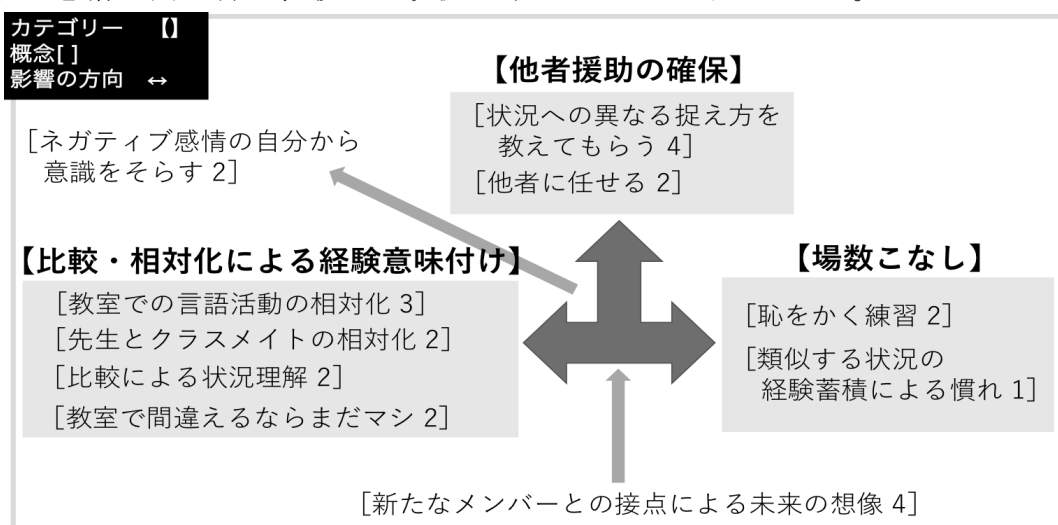 カテゴリー 【】
概念[ ]
影響の方向 ↔
【他者援助の確保】
[状況への異なる捉え方を
教えてもらう 4]
[他者に任せる 2]
[ネガティブ感情の自分から
意識をそらす 2]
【比較・相対化による経験意味付け】
[教室での言語活動の相対化 3]
[先生とクラスメイトの相対化 2]
[比較による状況理解 2]
[教室で間違えるならまだマシ 2]
【場数こなし】
[恥をかく練習 2]
[類似する状況の
経験蓄積による慣れ 1]
[新たなメンバーとの接点による未来の想像 4]